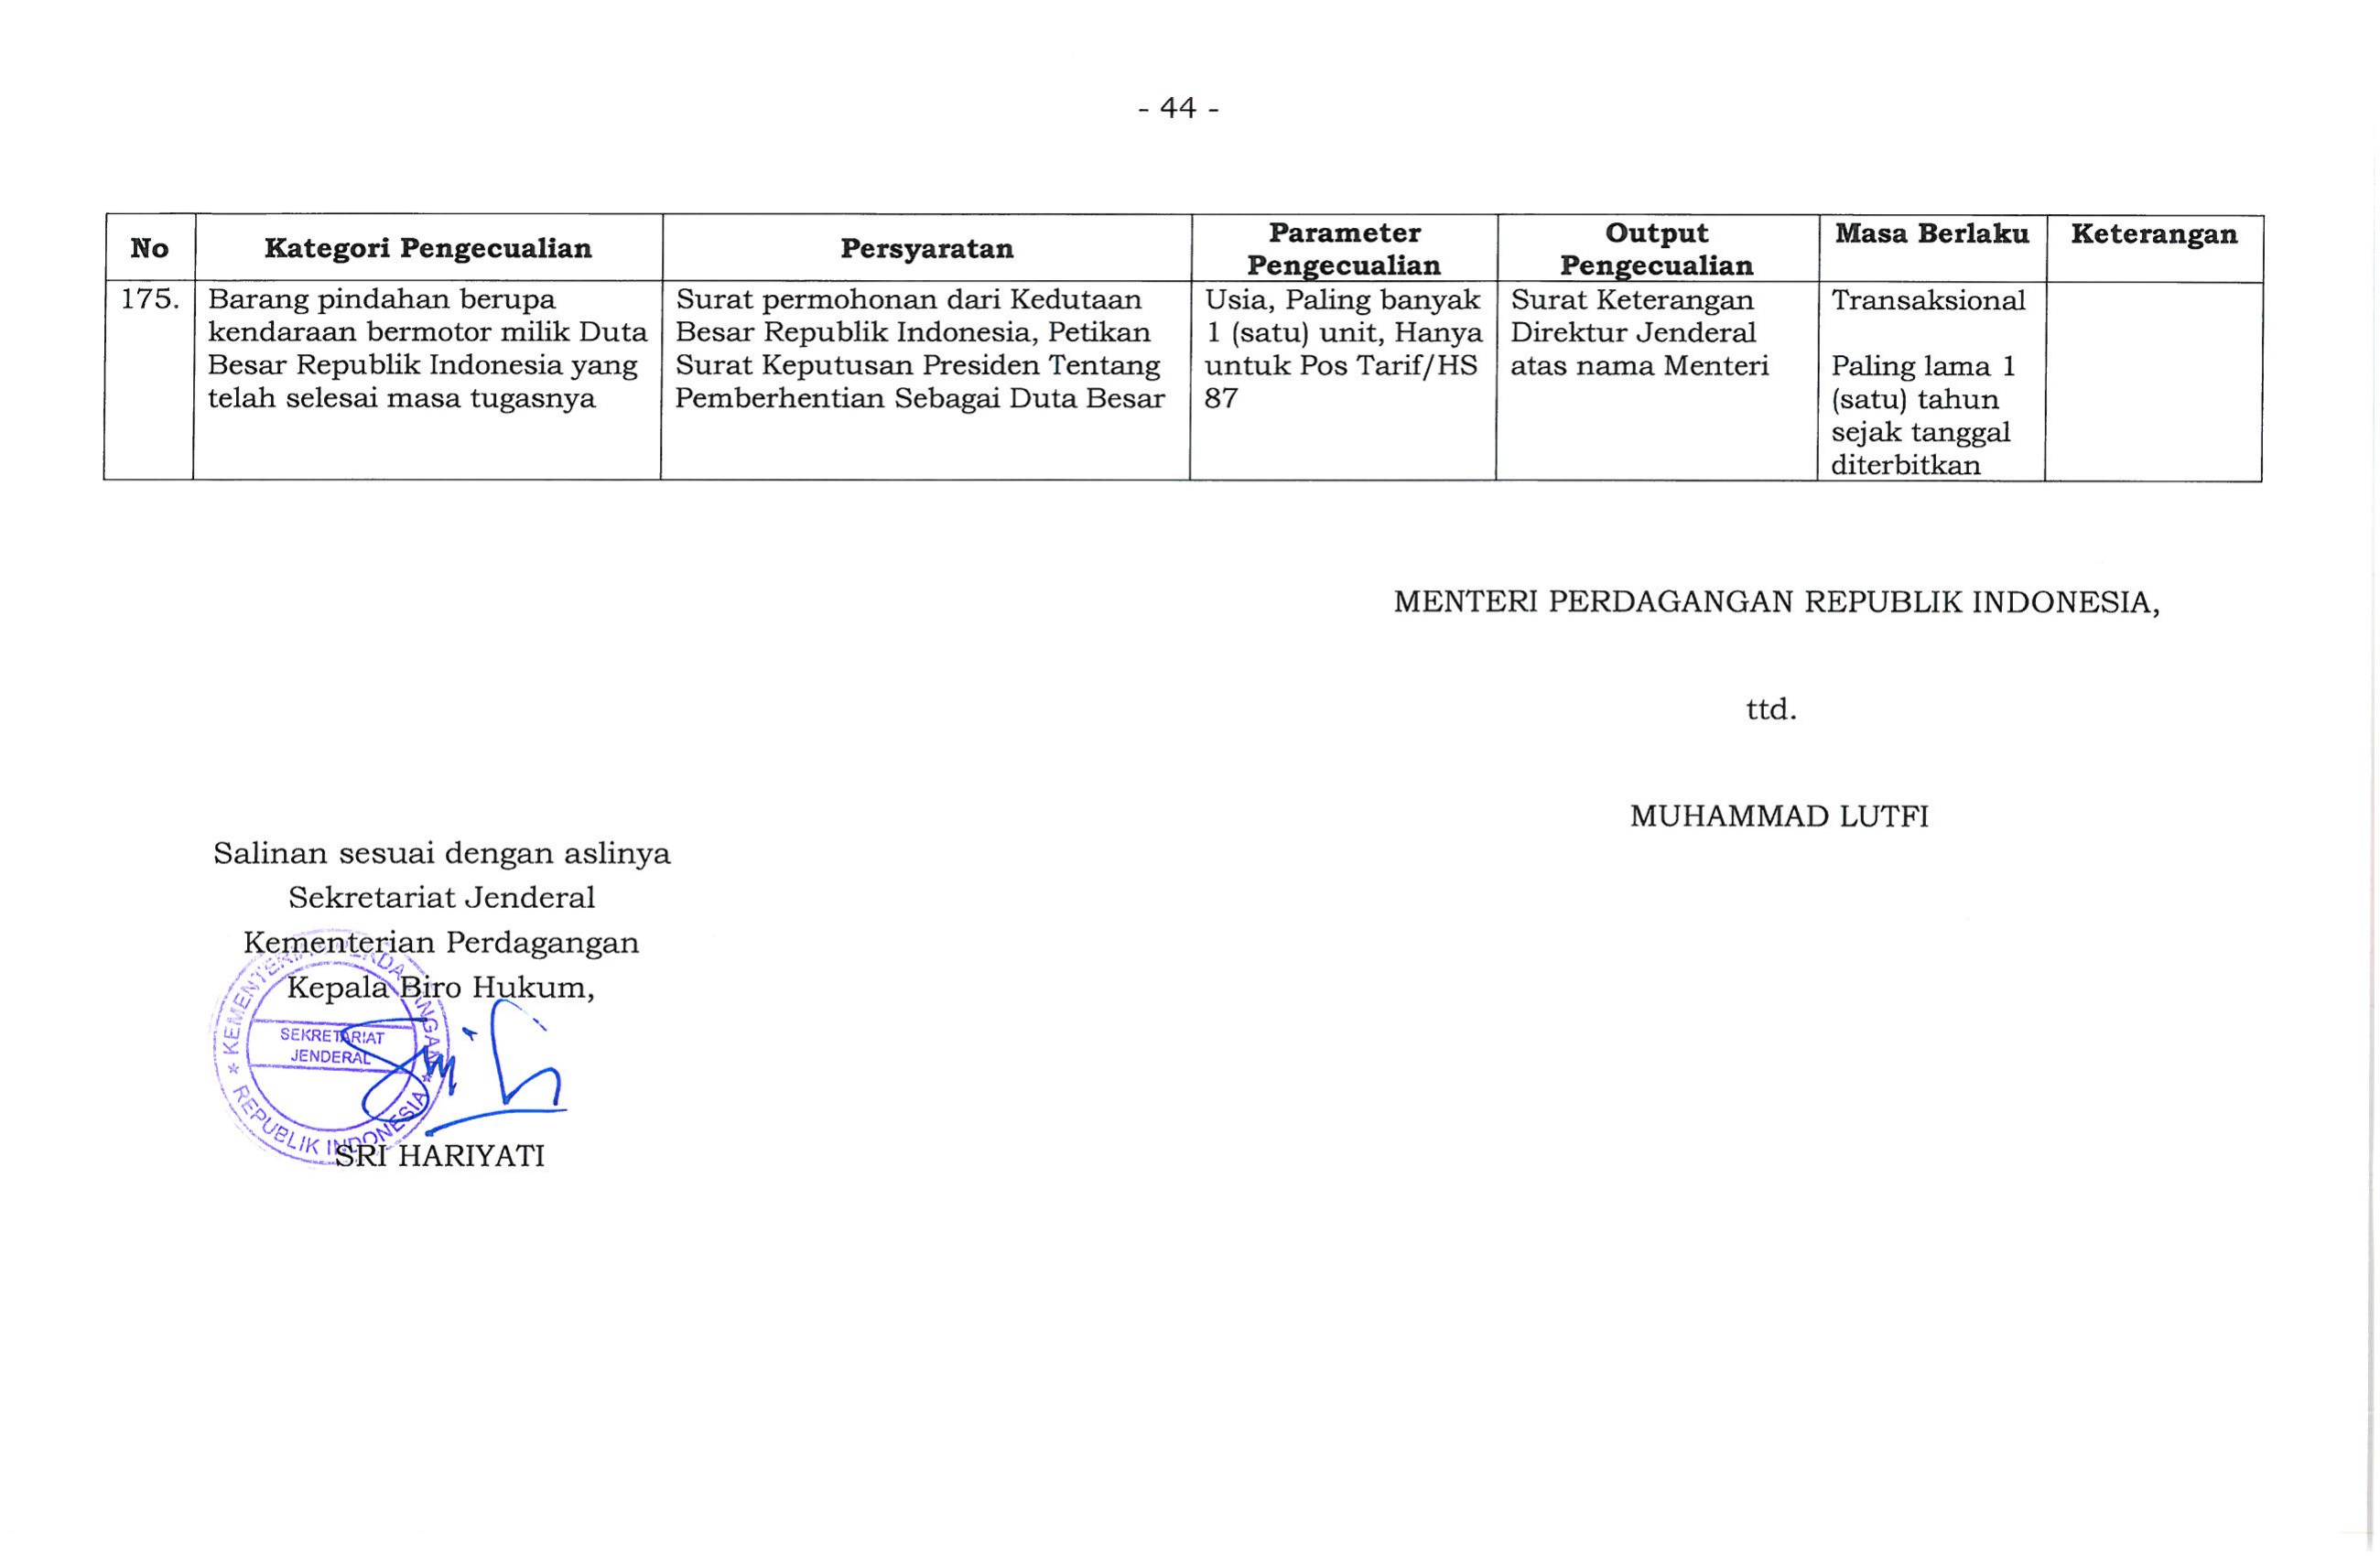 - 44 -
No
Kategori Pengecualian
Persyaratan
Parameter
Pengecualian
Output
Pengecualian
Masa Berlaku
Keterangan
175.
Barang pindahan berupa
kendaraan bermotor milik Duta
Besar Republik Indonesia yang
telah selesai masa tugasnya
Surat permohonan dari Kedutaan
Besar Republik Indonesia, Petikan
Surat Keputusan Presiden Tentang
Pemberhentian Sebagai Duta Besar
Usia, Paling banyak
1 (satu) unit, Hanya
untuk Pos Tarif/HS
87
Surat Keterangan
Direktur Jenderal
atas nama Menteri
Transaksional
Paling lama 1
(satu) tahun
sejak tanggal
diterbitkan
MENTERI PERDAGANGAN REPUBLIK INDONESIA,
ttd.
MUHAMMAD LUTFI
Salinan sesuai dengan aslinya
Sekretariat Jenderal
Kementerian Perdagangan
Kepala Biro Hukum,
KEMENTERIAN PERDAGANGAN
SEKRETARIAT
JENDERAL
REPUBLIK INDONESIA
SRI HARIYATI